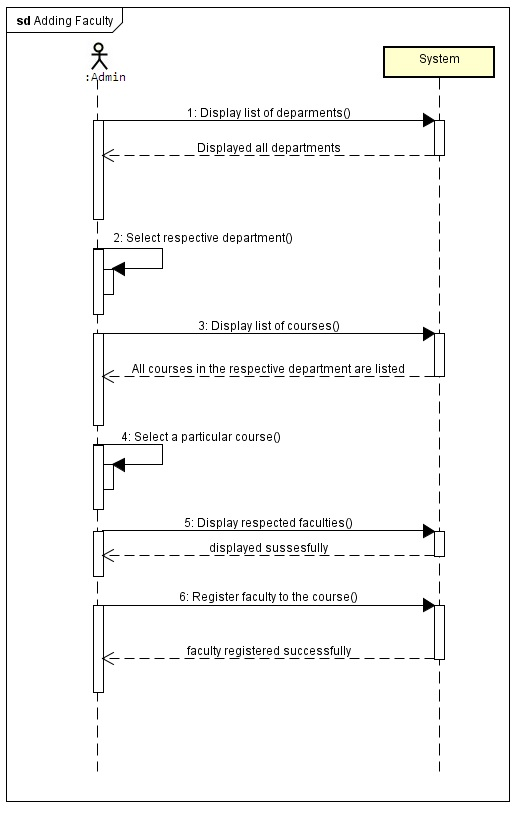 sd Adding Faculty
:Admin
System
1: Display list of deparments()
Displayed all departments
2: Select respective department()
3: Display list of courses()
All courses in the respective department are listed
4: Select a particular course()
5: Display respected faculties()
displayed sussesfully
6: Register faculty to the course()
faculty registered successfully